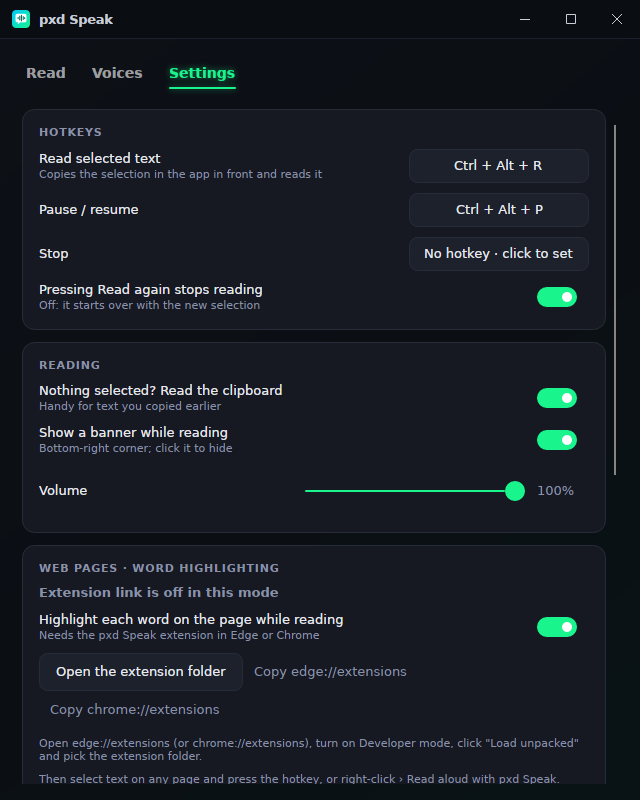 pxd Speak
Read Voices Settings
HOTKEYS
Read selected text
Copies the selection in the app in front and reads it
Ctrl + Alt + R
Pause / resume
Ctrl + Alt + P
Stop
No hotkey · click to set
Pressing Read again stops reading
Off: it starts over with the new selection
READING
Nothing selected? Read the clipboard
Handy for text you copied earlier
Show a banner while reading
Bottom-right corner; click it to hide
Volume
100%
WEB PAGES · WORD HIGHLIGHTING
Extension link is off in this mode
Highlight each word on the page while reading
Needs the pxd Speak extension in Edge or Chrome
Open the extension folder
Copy edge://extensions
Copy chrome://extensions
Open edge://extensions (or chrome://extensions), turn on Developer mode, click "Load unpacked"
and pick the extension folder.
Then select text on any page and press the hotkey, or right-click › Read aloud with pxd Speak.